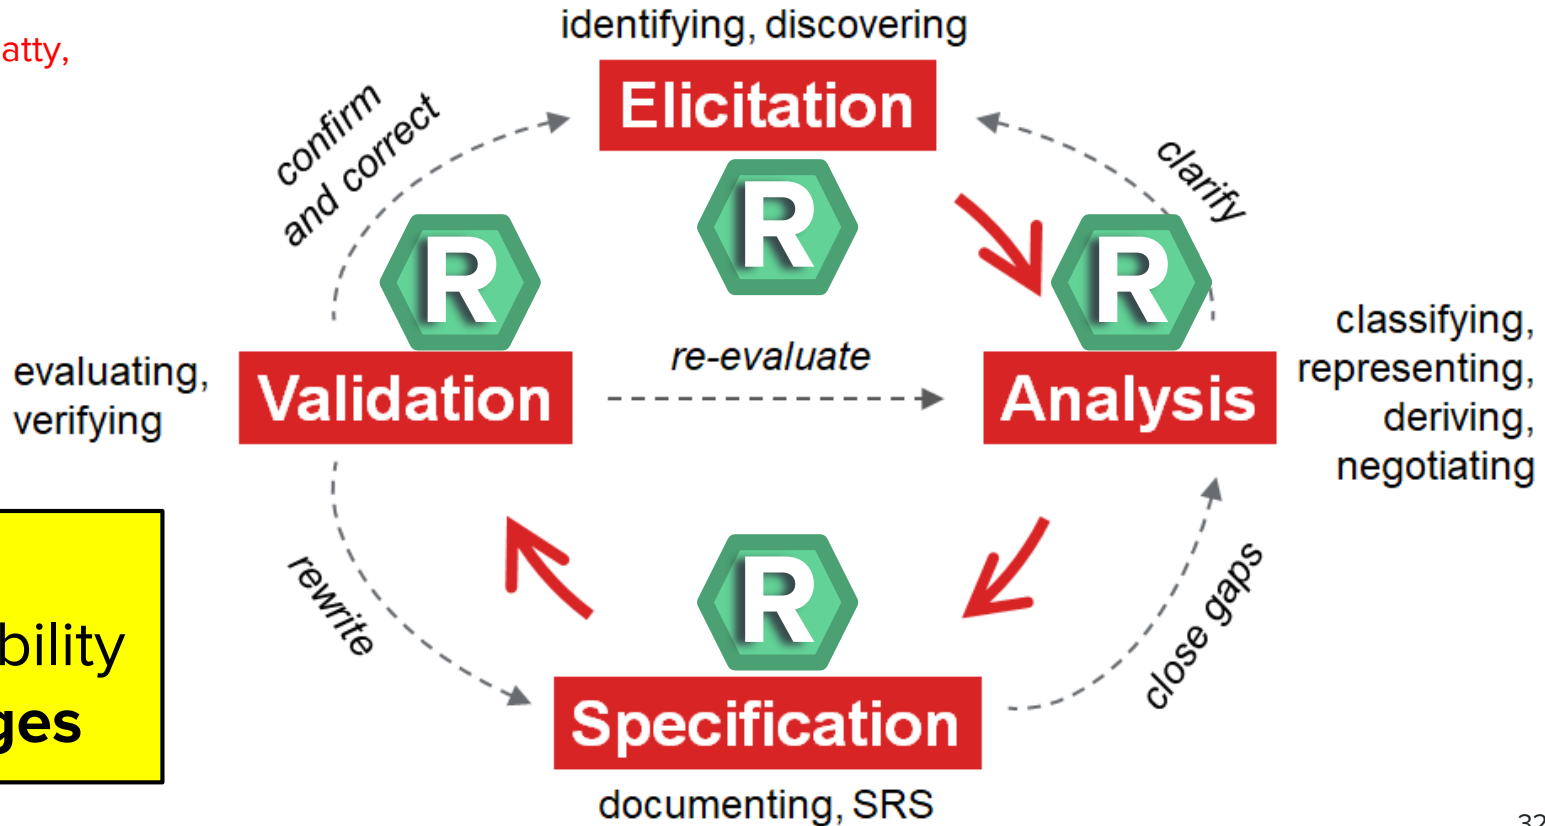 identifying, discovering
atty,
Elicitation
confirm
and correct
clarify
R
R
R
classifying,
representing,
deriving,
negotiating
re-evaluate
evaluating,
verifying
Validation
Analysis
rewrite
close gaps
R
bility
ges
Specification
documenting, SRS
32